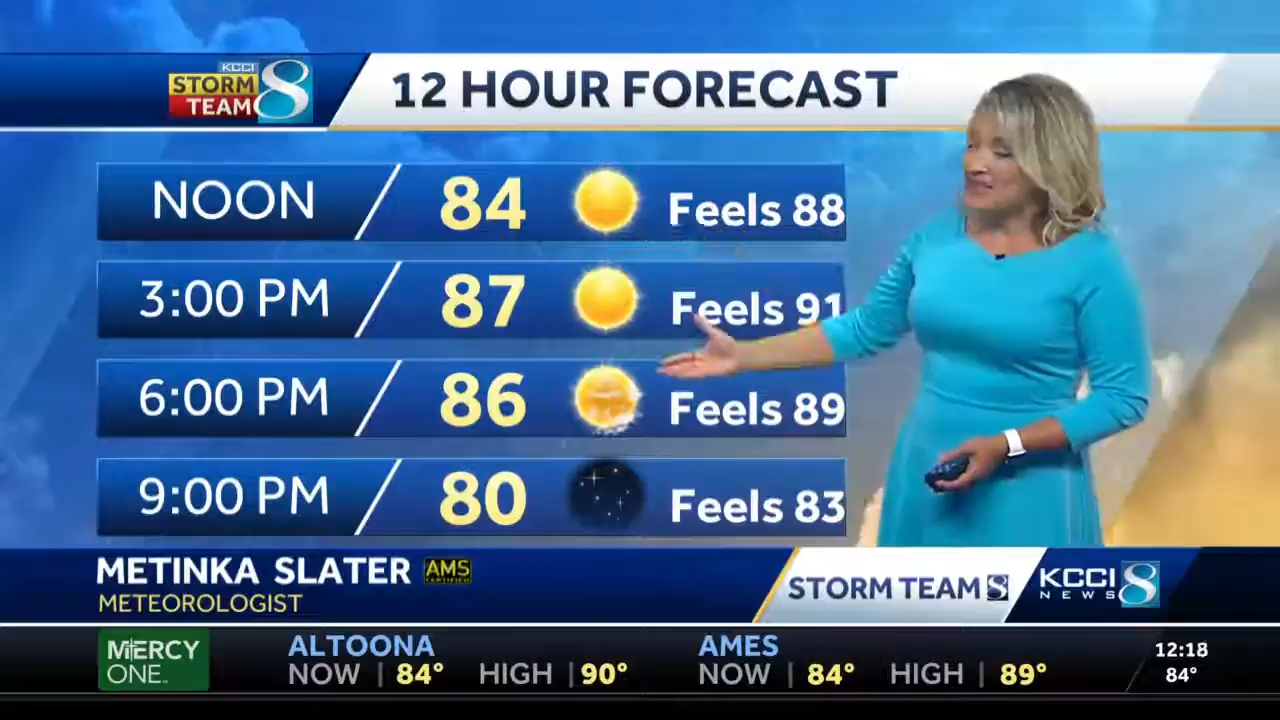 KCCI
STORM
TEAM 8
12 HOUR FORECAST
NOON 84 Feels 88
3:00 PM 87 Feels 91
6:00 PM 86 Feels 89
9:00 PM 80 Feels 83
METINKA SLATER AMS CERTIFIED
METEOROLOGIST
STORM TEAM 8
KCCI 8
NEWS
MERCY
ONE
ALTOONA
NOW | 84° HIGH | 90°
AMES
NOW | 84° HIGH | 89°
12:18
84°